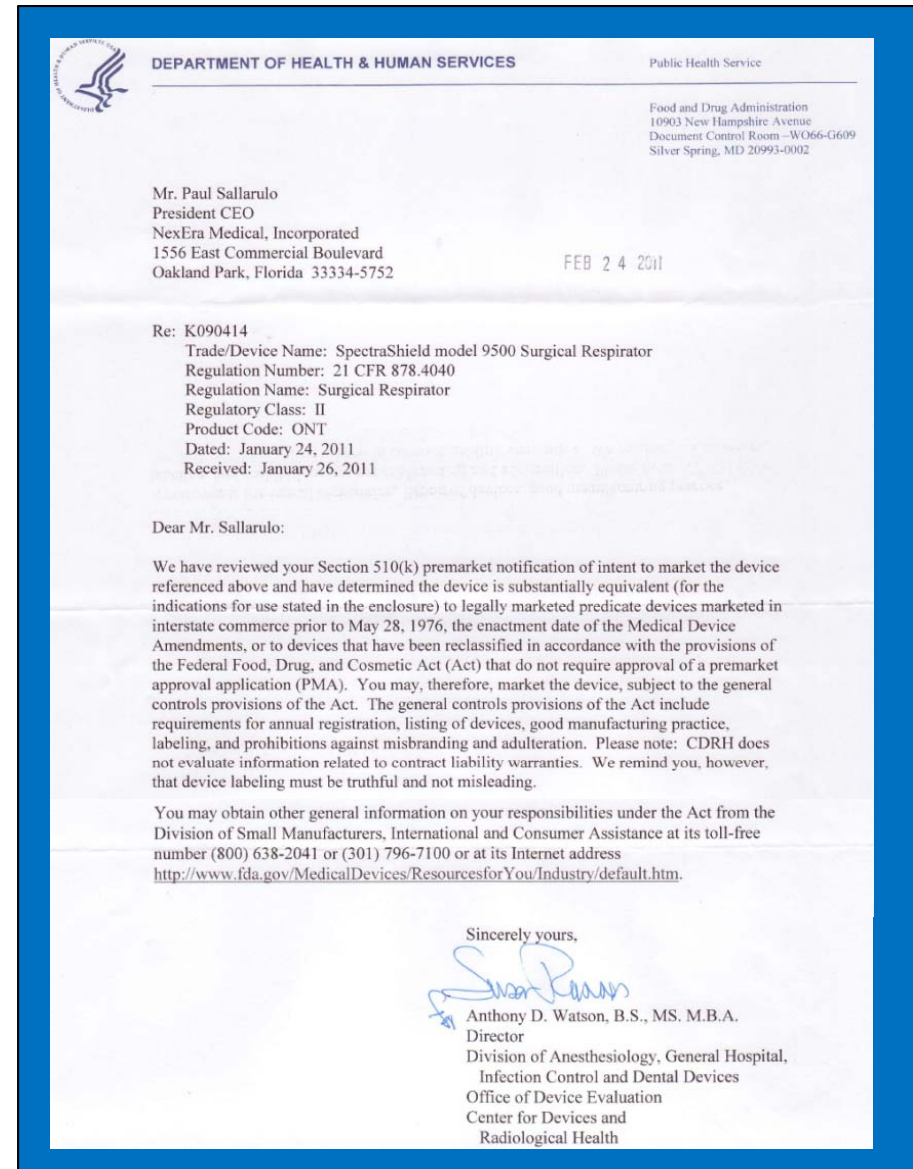 DEPARTMENT OF HEALTH & HUMAN SERVICES
Public Health Service
Food and Drug Administration
10903 New Hampshire Avenue
Document Control Room –WO66-G609
Silver Spring, MD 20993-0002
Mr. Paul Sallarulo
President CEO
NexEra Medical, Incorporated
1556 East Commercial Boulevard
Oakland Park, Florida 33334-5752
FEB 24 2011
Re: K090414
Trade/Device Name: SpectraShield model 9500 Surgical Respirator
Regulation Number: 21 CFR 878.4040
Regulation Name: Surgical Respirator
Regulatory Class: II
Product Code: ONT
Dated: January 24, 2011
Received: January 26, 2011
Dear Mr. Sallarulo:
We have reviewed your Section 510(k) premarket notification of intent to market the device
referenced above and have determined the device is substantially equivalent (for the
indications for use stated in the enclosure) to legally marketed predicate devices marketed in
interstate commerce prior to May 28, 1976, the enactment date of the Medical Device
Amendments, or to devices that have been reclassified in accordance with the provisions of
the Federal Food, Drug, and Cosmetic Act (Act) that do not require approval of a premarket
approval application (PMA). You may, therefore, market the device, subject to the general
controls provisions of the Act. The general controls provisions of the Act include
requirements for annual registration, listing of devices, good manufacturing practice,
labeling, and prohibitions against misbranding and adulteration. Please note: CDRH does
not evaluate information related to contract liability warranties. We remind you, however,
that device labeling must be truthful and not misleading.
You may obtain other general information on your responsibilities under the Act from the
Division of Small Manufacturers, International and Consumer Assistance at its toll-free
number (800) 638-2041 or (301) 796-7100 or at its Internet address
http://www.fda.gov/MedicalDevices/ResourcesforYou/Industry/default.htm.
Sincerely yours,
Susan
for
Anthony D. Watson, B.S., MS. M.B.A.
Director
Division of Anesthesiology, General Hospital,
Infection Control and Dental Devices
Office of Device Evaluation
Center for Devices and
Radiological Health